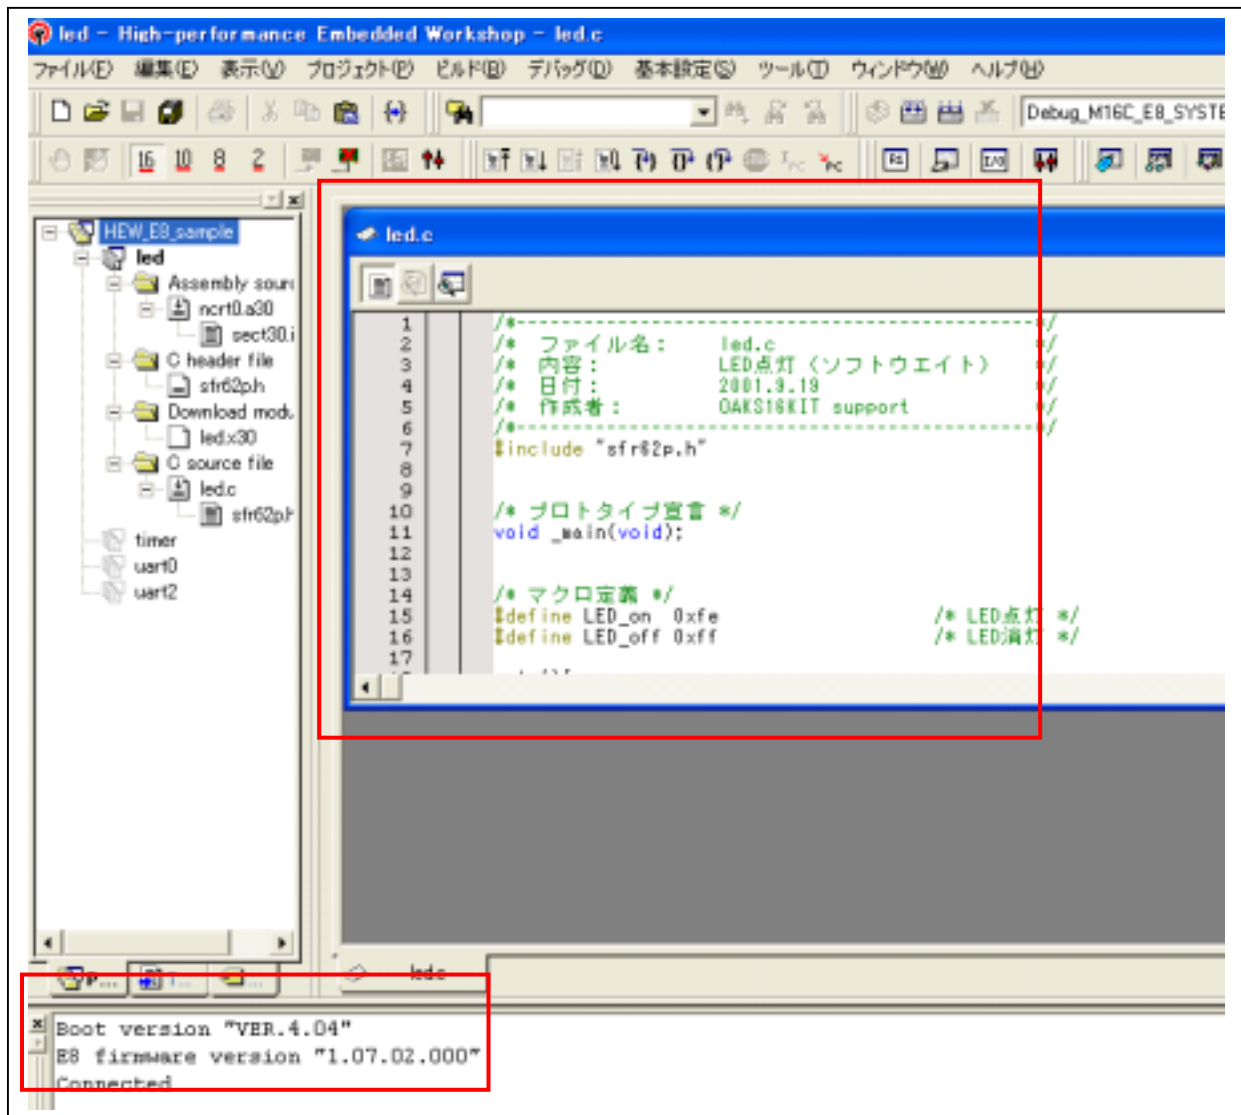 led - High-performance Embedded Workshop - led.c
ファイル(F) 編集(E) 表示(V) プロジェクト(P) ビルド(B) デバッグ(D) 基本設定(S) ツール(T) ウィンドウ(W) ヘルプ(H)
Debug_M16C_E8_SYSTE
16 10 8 2
HEW_E8_sample
led
Assembly sour
ncrt0.a30
sect30.i
C header file
sfr62p.h
Download modu
led.x30
C source file
led.c
sfr62p.h
timer
uart0
uart2
led.c
1 /*--------------------------------------------*/
2 /* ファイル名: led.c */
3 /* 内容: LED点灯 (ソフトウエイト) */
4 /* 日付: 2001.9.19 */
5 /* 作成者: OAKS16KIT support */
6 /*--------------------------------------------*/
7 #include "sfr62p.h"
8
9
10 /* プロトタイプ宣言 */
11 void _main(void);
12
13
14 /* マクロ定義 */
15 #define LED_on 0xfe /* LED点灯 */
16 #define LED_off 0xff /* LED消灯 */
17
P... T... ...
led.c
Boot version "VER.4.04"
E8 firmware version "1.07.02.000"
Connected